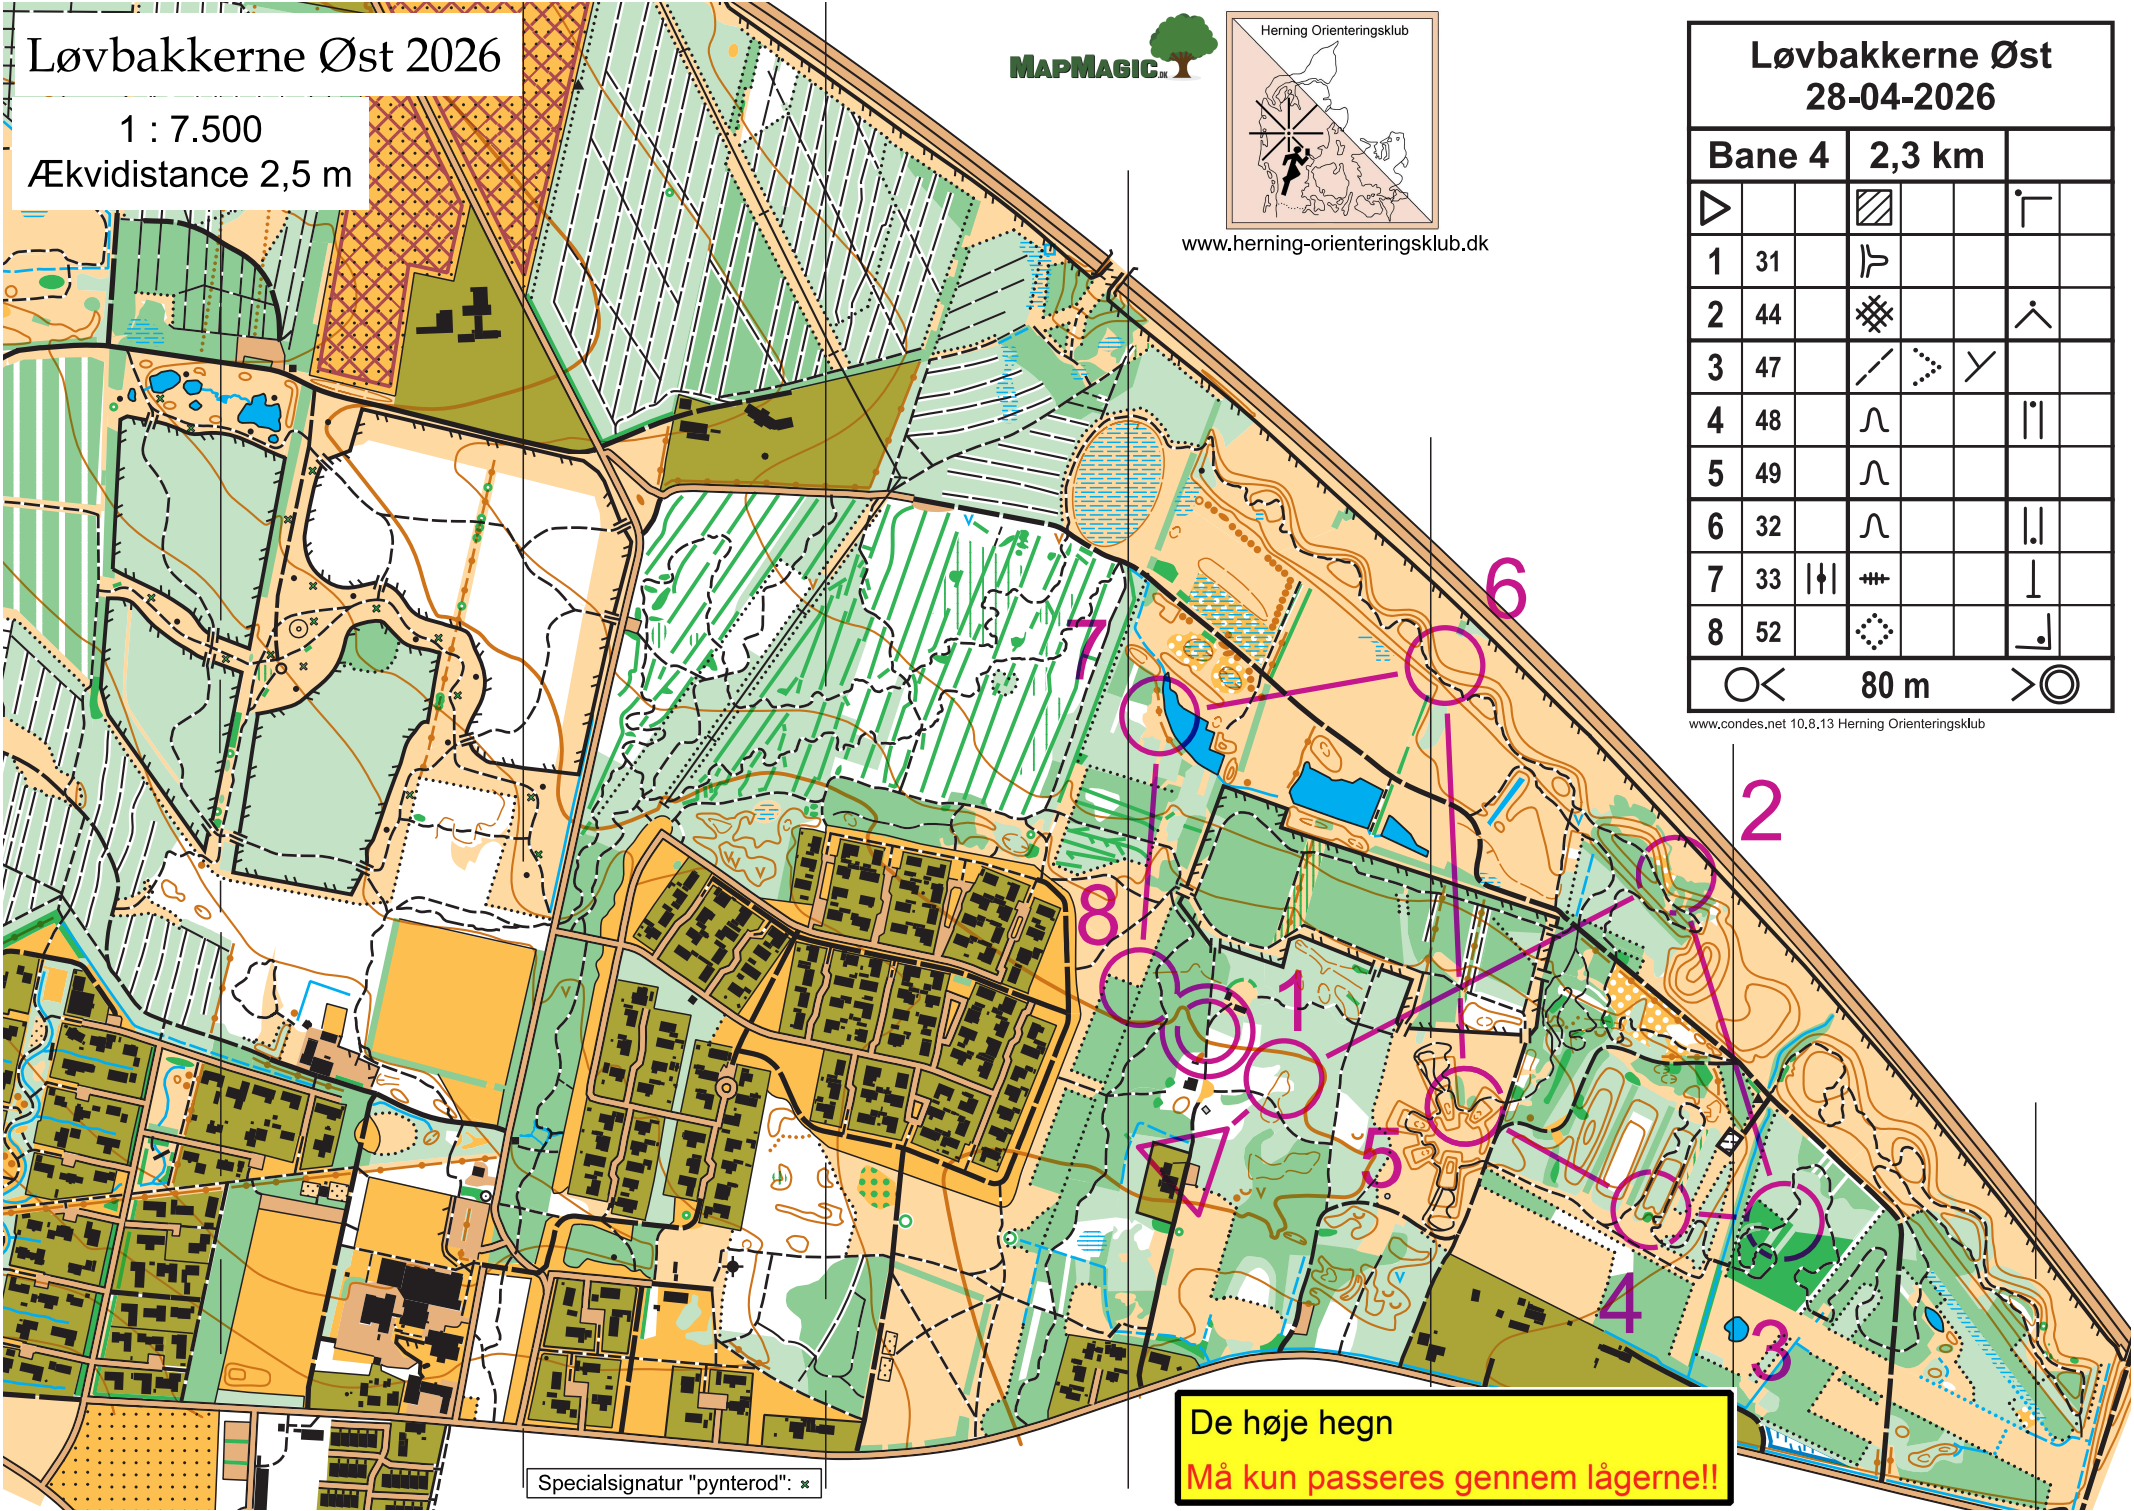 Løvbakkerne Øst 2026
1 : 7.500
Ækvidistance 2,5 m
MAPMAGIC.DK
Herning Orienteringsklub
www.herning-orienteringsklub.dk
Løvbakkerne Øst
28-04-2026
Bane 4 2,3 km
1 31
2 44
3 47
4 48
5 49
6 32
7 33
8 52
80 m
www.condes.net 10.8.13 Herning Orienteringsklub
6
7
2
8
1
5
4
3
De høje hegn
Må kun passeres gennem lågerne!!
Specialsignatur "pynterod": ×